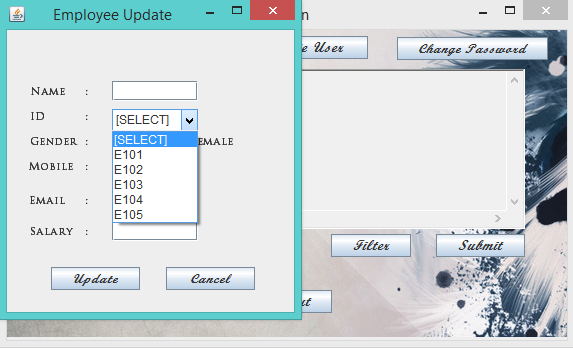 Employee Update
Name :
ID : [SELECT]
[SELECT]
Gender : emale
E101
Mobile : E102
E103
Email : E104
E105
Salary :
Update Cancel
User
Change Password
Filter Submit